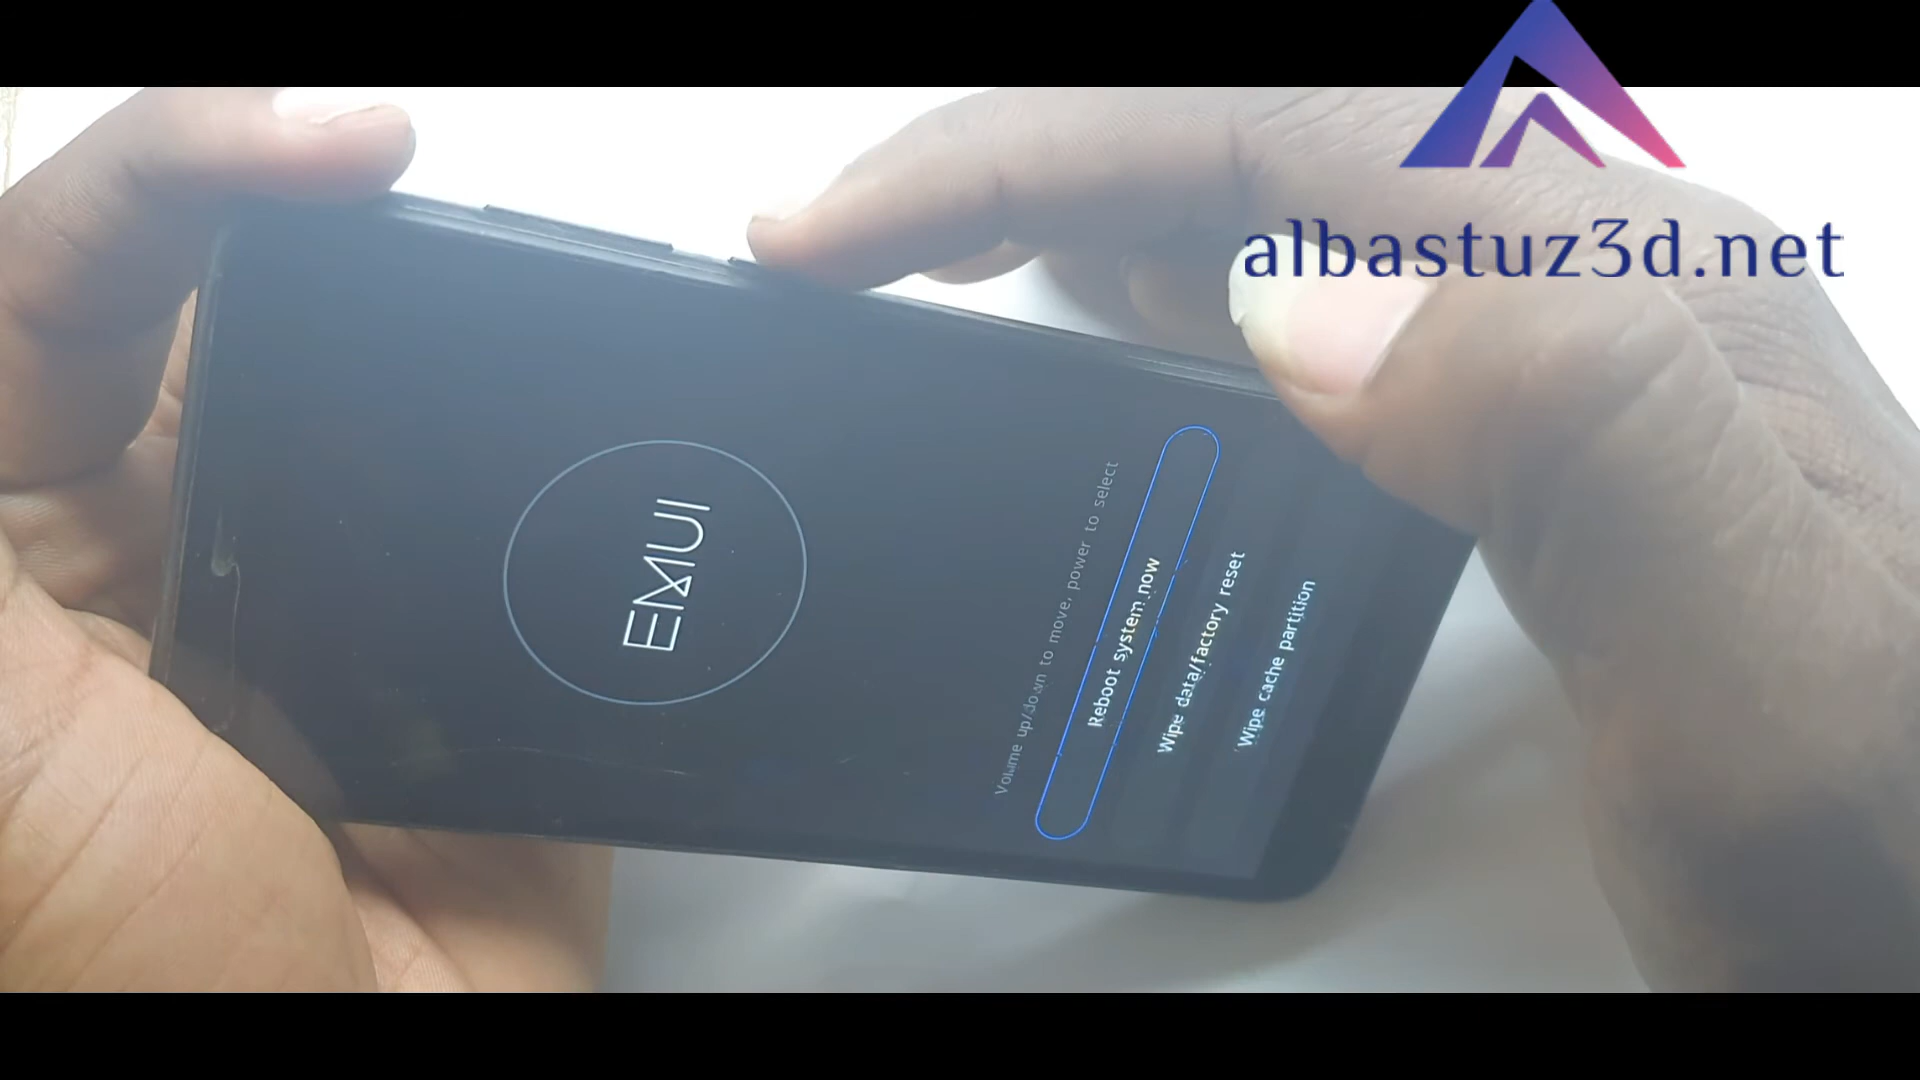 albastuz3d.net
EMUI
Volume up/down to move, power to select
Reboot system now
Wipe data/factory reset
Wipe cache partition